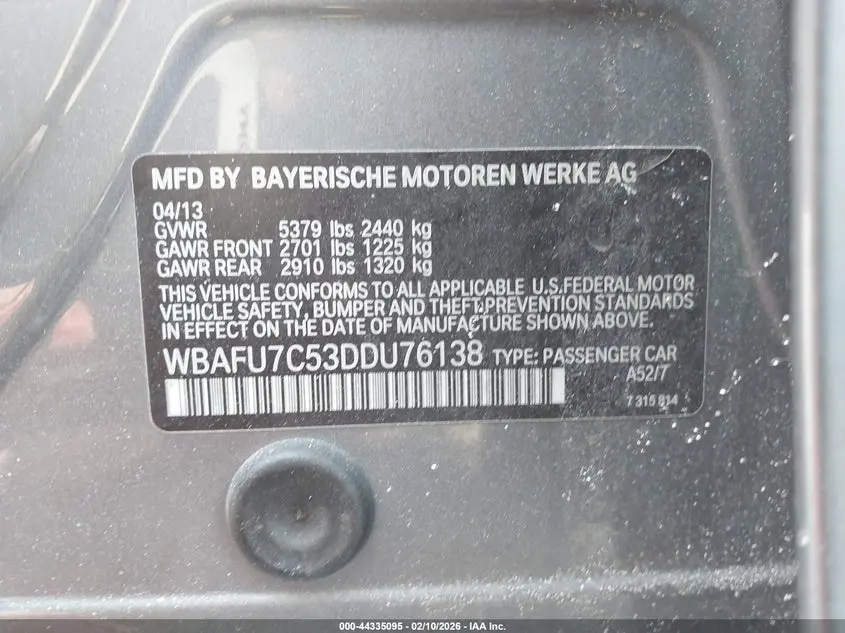 MFD BY BAYERISCHE MOTOREN WERKE AG
04/13
GVWR 5379 lbs 2440 kg
GAWR FRONT 2701 lbs 1225 kg
GAWR REAR 2910 lbs 1320 kg
THIS VEHICLE CONFORMS TO ALL APPLICABLE U.S.FEDERAL MOTOR
VEHICLE SAFETY, BUMPER AND THEFT.PREVENTION STANDARDS
IN EFFECT ON THE DATE OF MANUFACTURE SHOWN ABOVE.
WBAFU7C53DDU76138 TYPE: PASSENGER CAR
A52/7
7 315 814
000-44335095 - 02/10/2026 - IAA Inc.